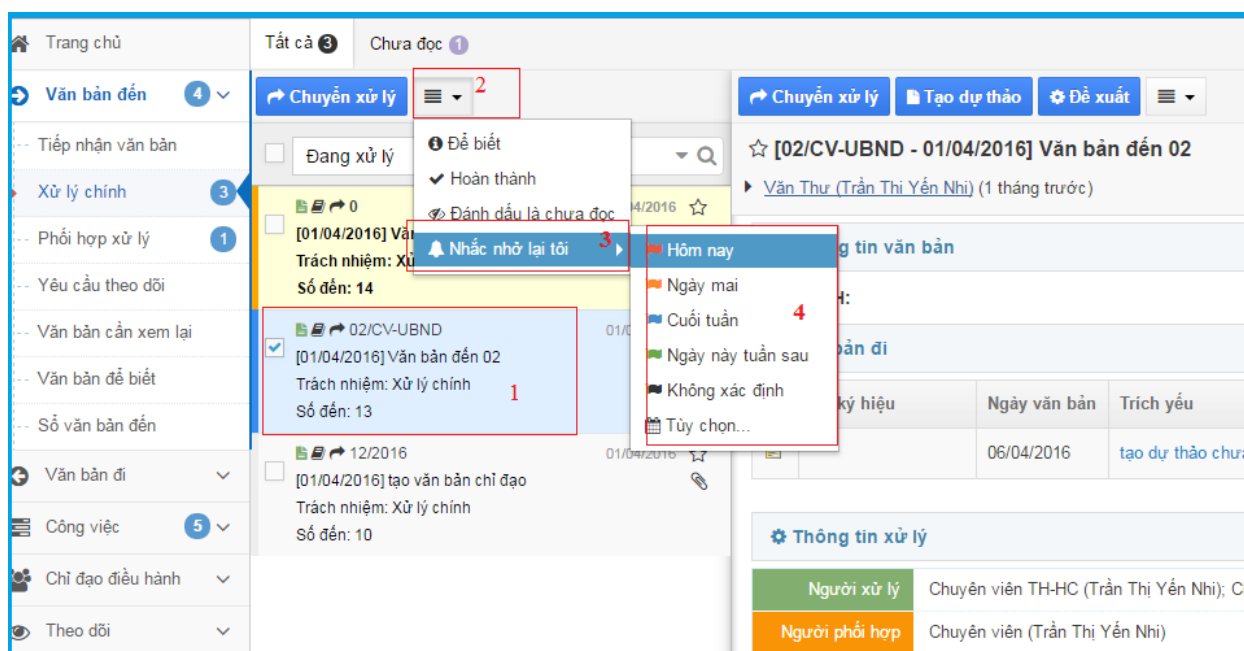 Trang chủ
Văn bản đến 4
Tiếp nhận văn bản
Xử lý chính 3
Phối hợp xử lý 1
Yêu cầu theo dõi
Văn bản cần xem lại
Văn bản để biết
Sổ văn bản đến
Văn bản đi
Công việc 5
Chỉ đạo điều hành
Theo dõi
Tất cả 3 Chưa đọc 1
Chuyển xử lý 2
Đang xử lý
0 4/2016
[01/04/2016]
Trách nhiệm:
Số đến: 14
02/CV-UBND
[01/04/2016] Văn bản đến 02
Trách nhiệm: Xử lý chính 1
Số đến: 13
12/2016 01/04/2016
[01/04/2016] tạo văn bản chỉ đạo
Trách nhiệm: Xử lý chính
Số đến: 10
Để biết
Hoàn thành
Đánh dấu là chưa đọc
Nhắc nhở lại tôi 3
Hôm nay
Ngày mai
Cuối tuần 4
Ngày này tuần sau
Không xác định
Tùy chọn...
Chuyển xử lý Tạo dự thảo Đề xuất
[02/CV-UBND - 01/04/2016] Văn bản đến 02
Văn Thư (Trần Thị Yến Nhi) (1 tháng trước)
tin văn bản
H:
bản đi
ký hiệu Ngày văn bản Trích yếu
06/04/2016 tạo dự thảo
Thông tin xử lý
Người xử lý Chuyên viên TH-HC (Trần Thị Yến Nhi);
Người phối hợp Chuyên viên (Trần Thị Yến Nhi)